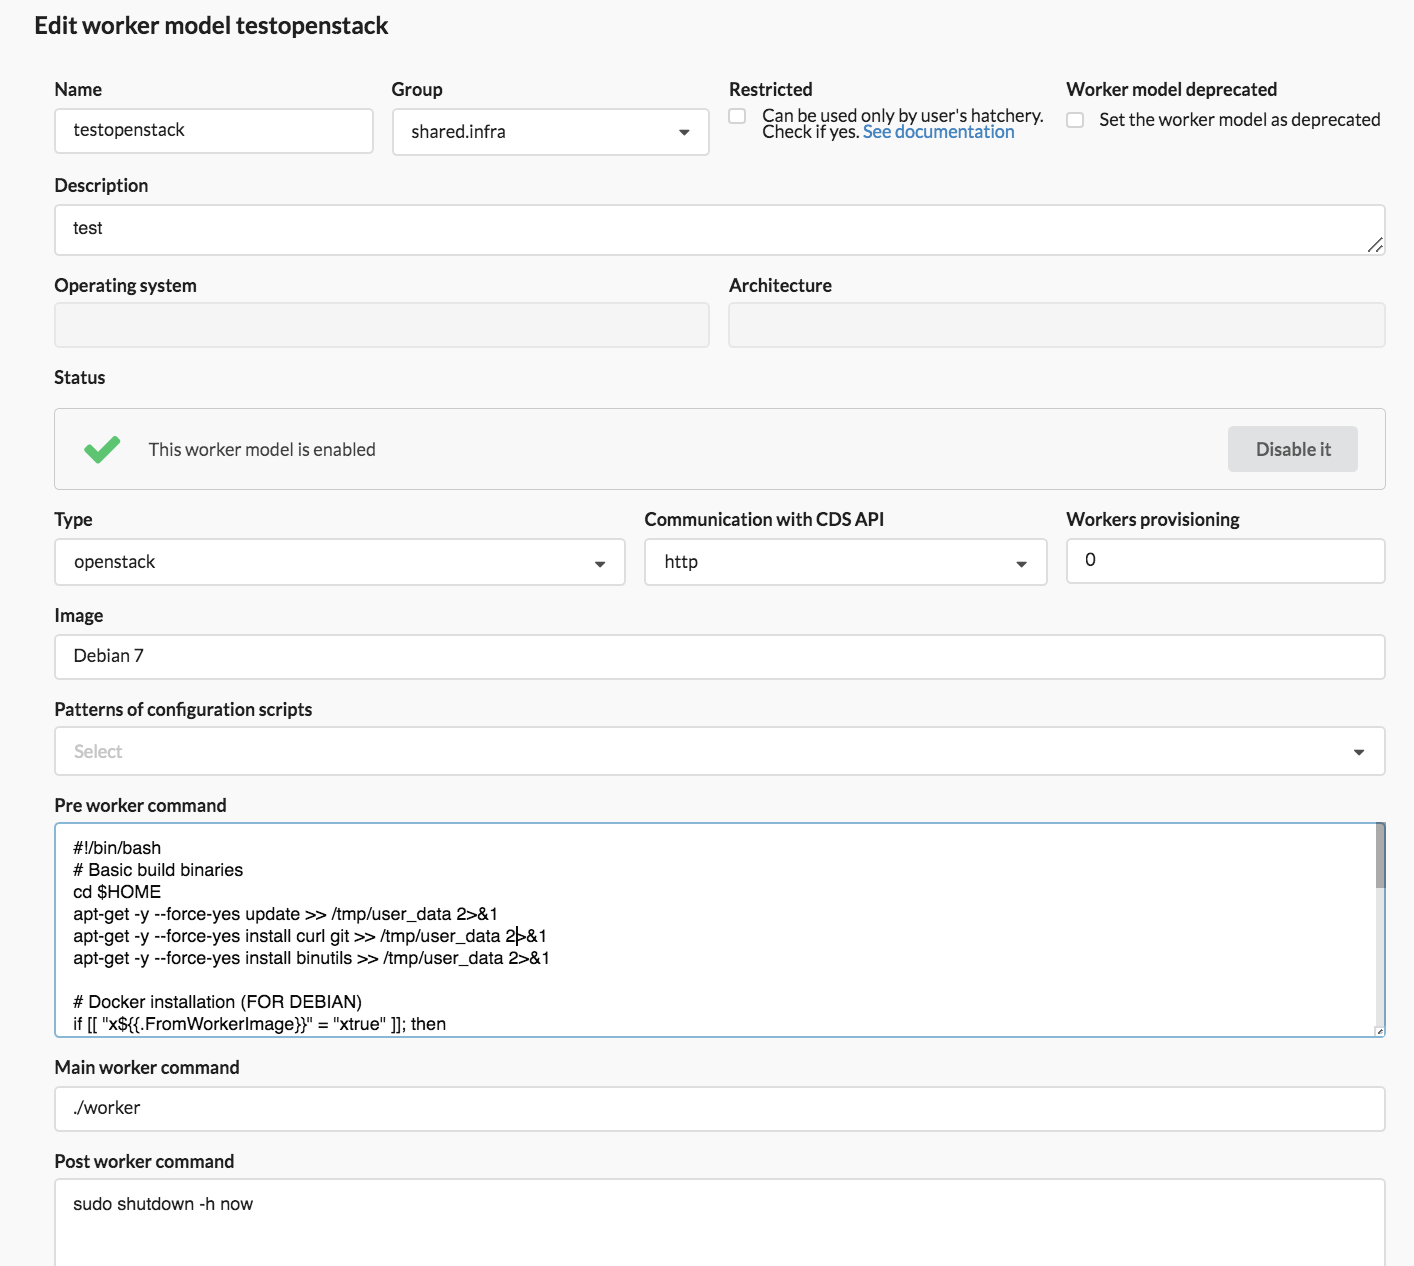 Edit worker model testopenstack
Name
Group
Restricted
Worker model deprecated
testopenstack
shared.infra
Can be used only by user's hatchery.
Check if yes. See documentation
Set the worker model as deprecated
Description
test
Operating system
Architecture
Status
This worker model is enabled
Disable it
Type
Communication with CDS API
Workers provisioning
openstack
http
0
Image
Debian 7
Patterns of configuration scripts
Select
Pre worker command
#!/bin/bash
# Basic build binaries
cd $HOME
apt-get -y --force-yes update >> /tmp/user_data 2>&1
apt-get -y --force-yes install curl git >> /tmp/user_data 2>&1
apt-get -y --force-yes install binutils >> /tmp/user_data 2>&1
# Docker installation (FOR DEBIAN)
if [[ "x${{.FromWorkerImage}}" = "xtrue" ]]; then
Main worker command
./worker
Post worker command
sudo shutdown -h now